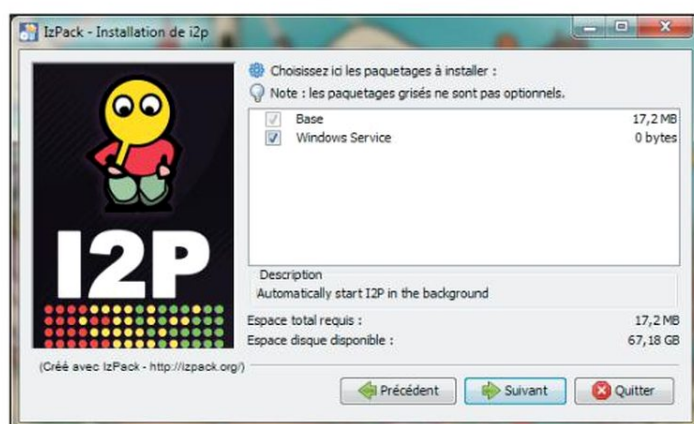 IzPack - Installation de i2p
Choisissez ici les paquetages à installer :
Note : les paquetages grisés ne sont pas optionnels.
Base 17,2 MB
Windows Service 0 bytes
I2P
Description
Automatically start I2P in the background
Espace total requis : 17,2 MB
Espace disque disponible : 67,18 GB
(Créé avec IzPack - http://izpack.org/)
Précédent Suivant Quitter